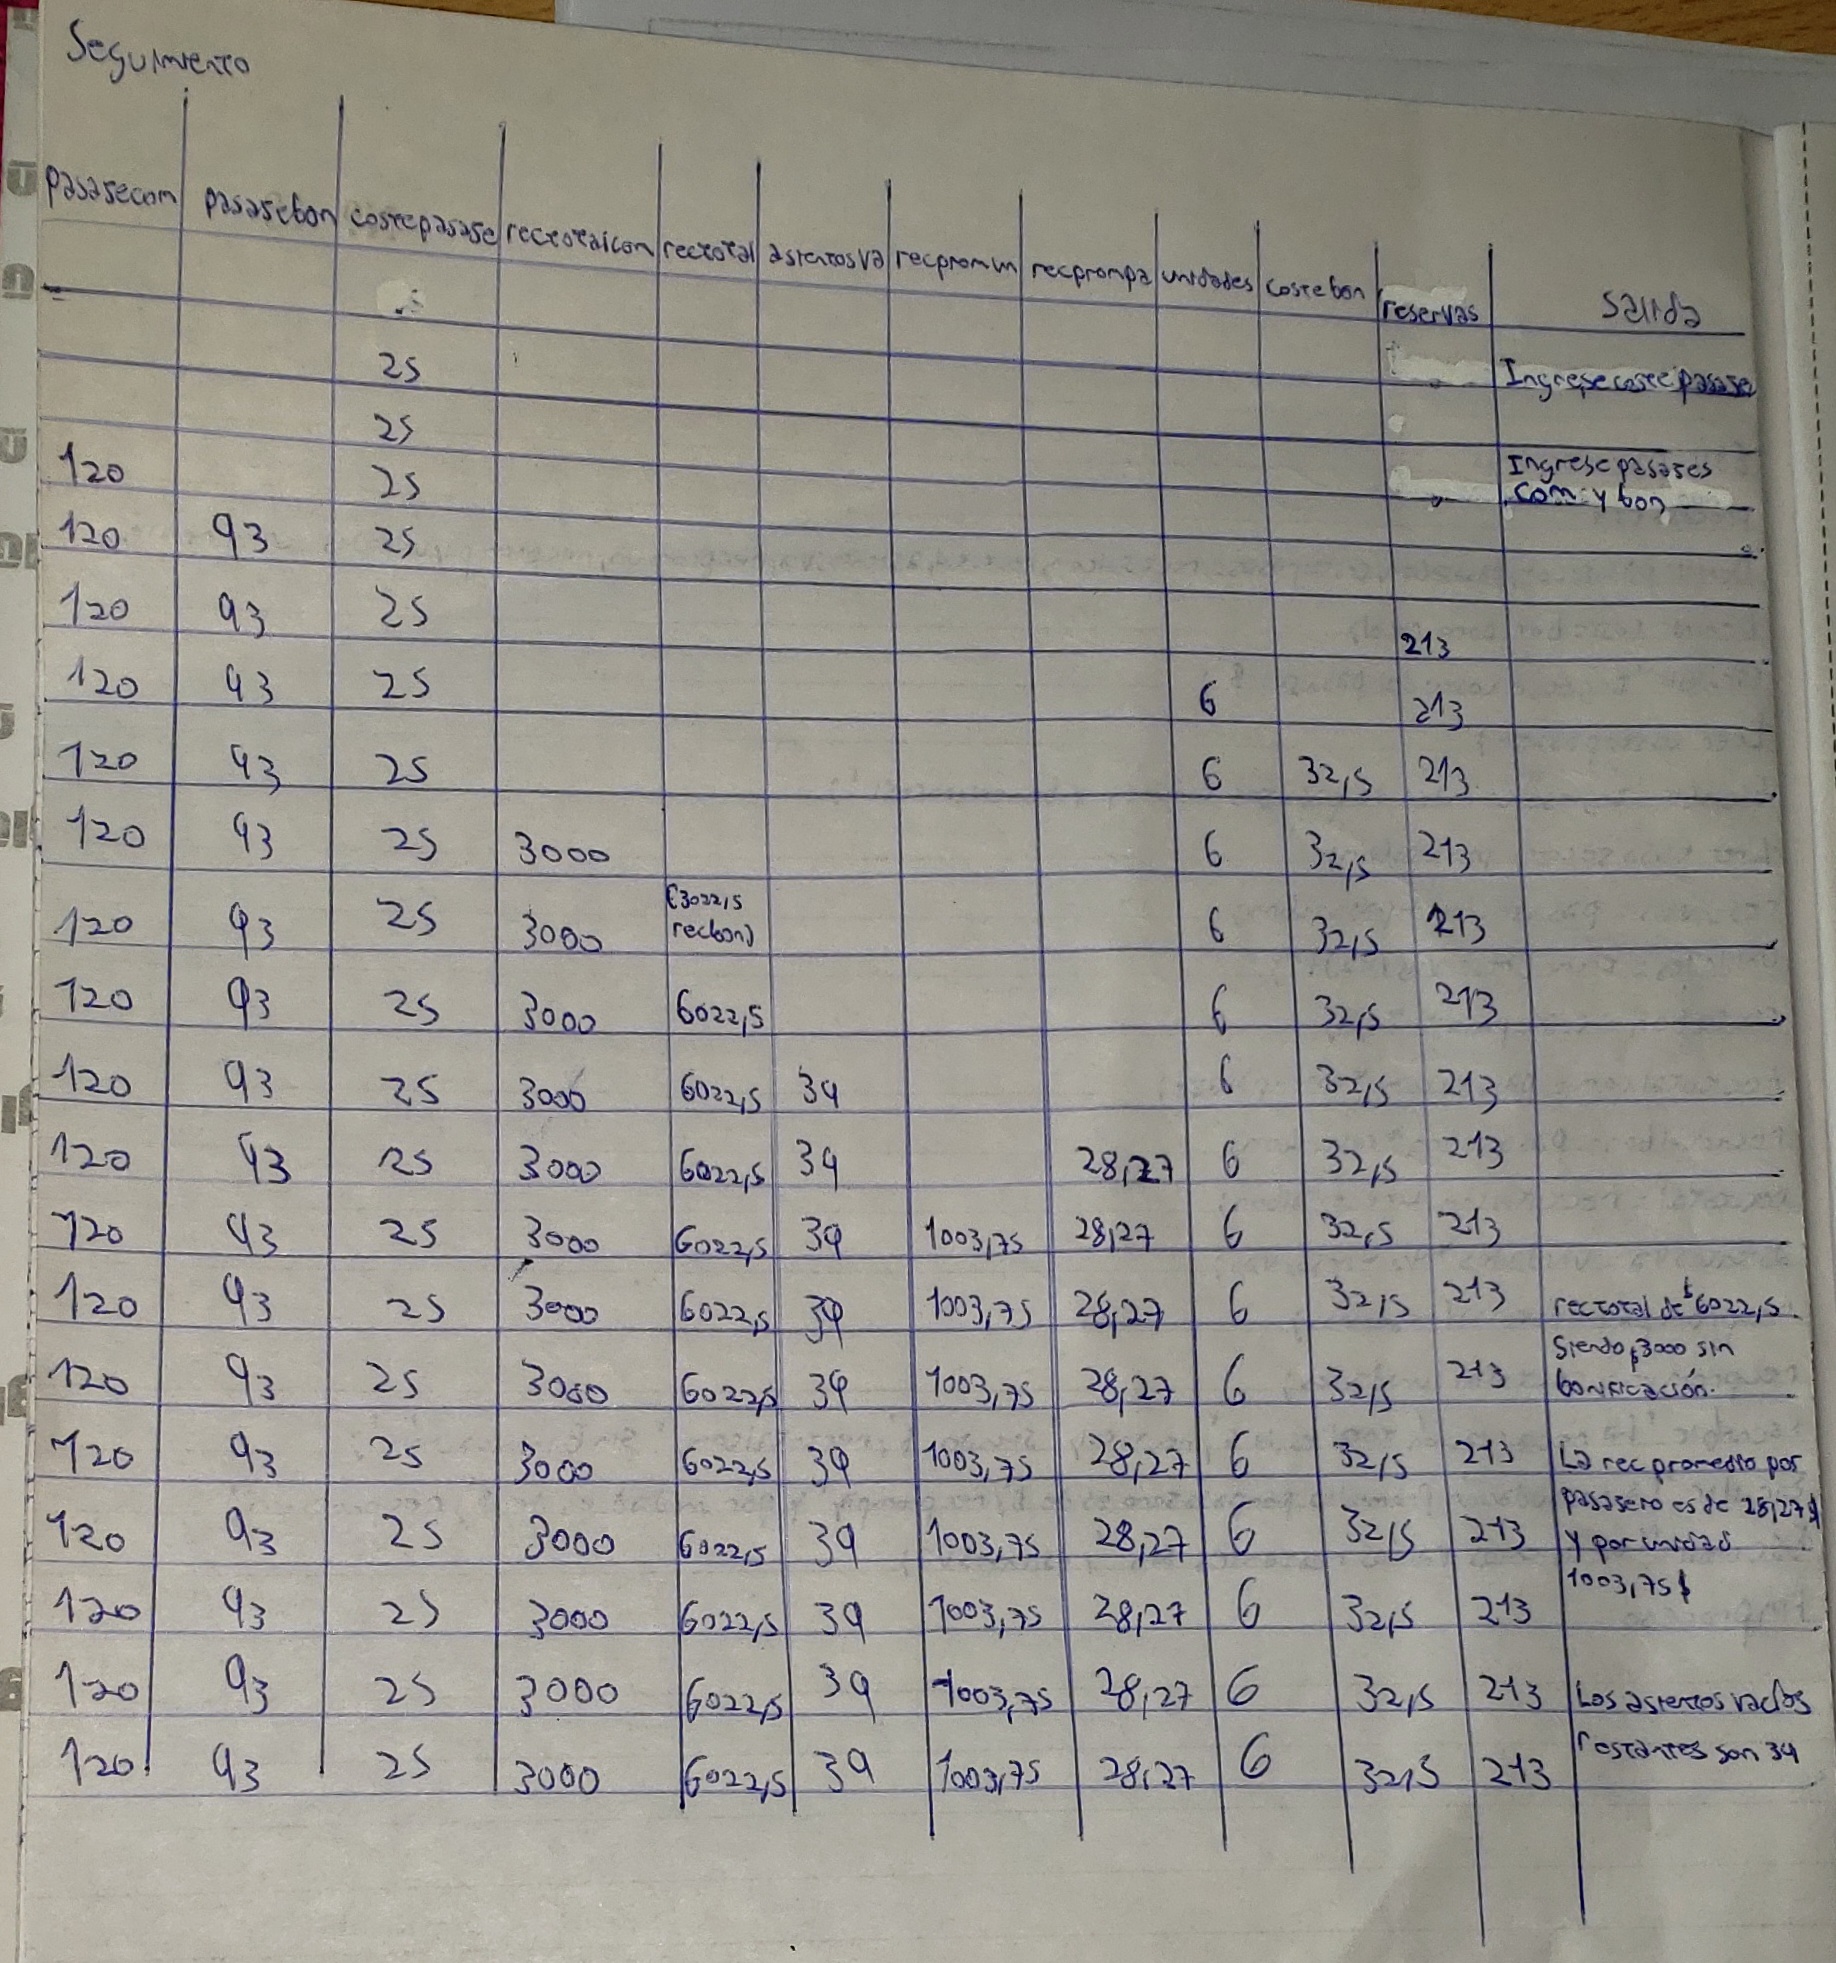 Seguimiento
pasasecom pasasebon costepasase rectotalcon rectotal asientosva recpromun recprompa unidades costebon reservas salida
25 Ingrese coste pasase
25
120 25 Ingrese pasases
com y bon
120 93 25
120 93 25 213
120 93 25 6 213
120 93 25 6 32,5 213
120 93 25 3000 6 32,5 213
120 93 25 3000 (3022,5 6 32,5 213
recbon)
120 93 25 3000 6022,5 6 32,5 213
120 93 25 3000 6022,5 39 6 32,5 213
120 93 25 3000 6022,5 39 28,27 6 32,5 213
120 93 25 3000 6022,5 39 1003,75 28,27 6 32,5 213
120 93 25 3000 6022,5 39 1003,75 28,27 6 32,5 213 rectotal de $6022,5
120 93 25 3000 6022,5 39 1003,75 28,27 6 32,5 213 Siendo $3000 sin
bonificación.
120 93 25 3000 6022,5 39 1003,75 28,27 6 32,5 213 La rec promedio por
120 93 25 3000 6022,5 39 1003,75 28,27 6 32,5 213 pasasero es de 28,27$
y por unidad
120 93 25 3000 6022,5 39 1003,75 28,27 6 32,5 213 1003,75$
120 93 25 3000 6022,5 39 1003,75 28,27 6 32,5 213 Los asientos vacíos
120 93 25 3000 6022,5 39 1003,75 28,27 6 32,5 213 restantes son 39